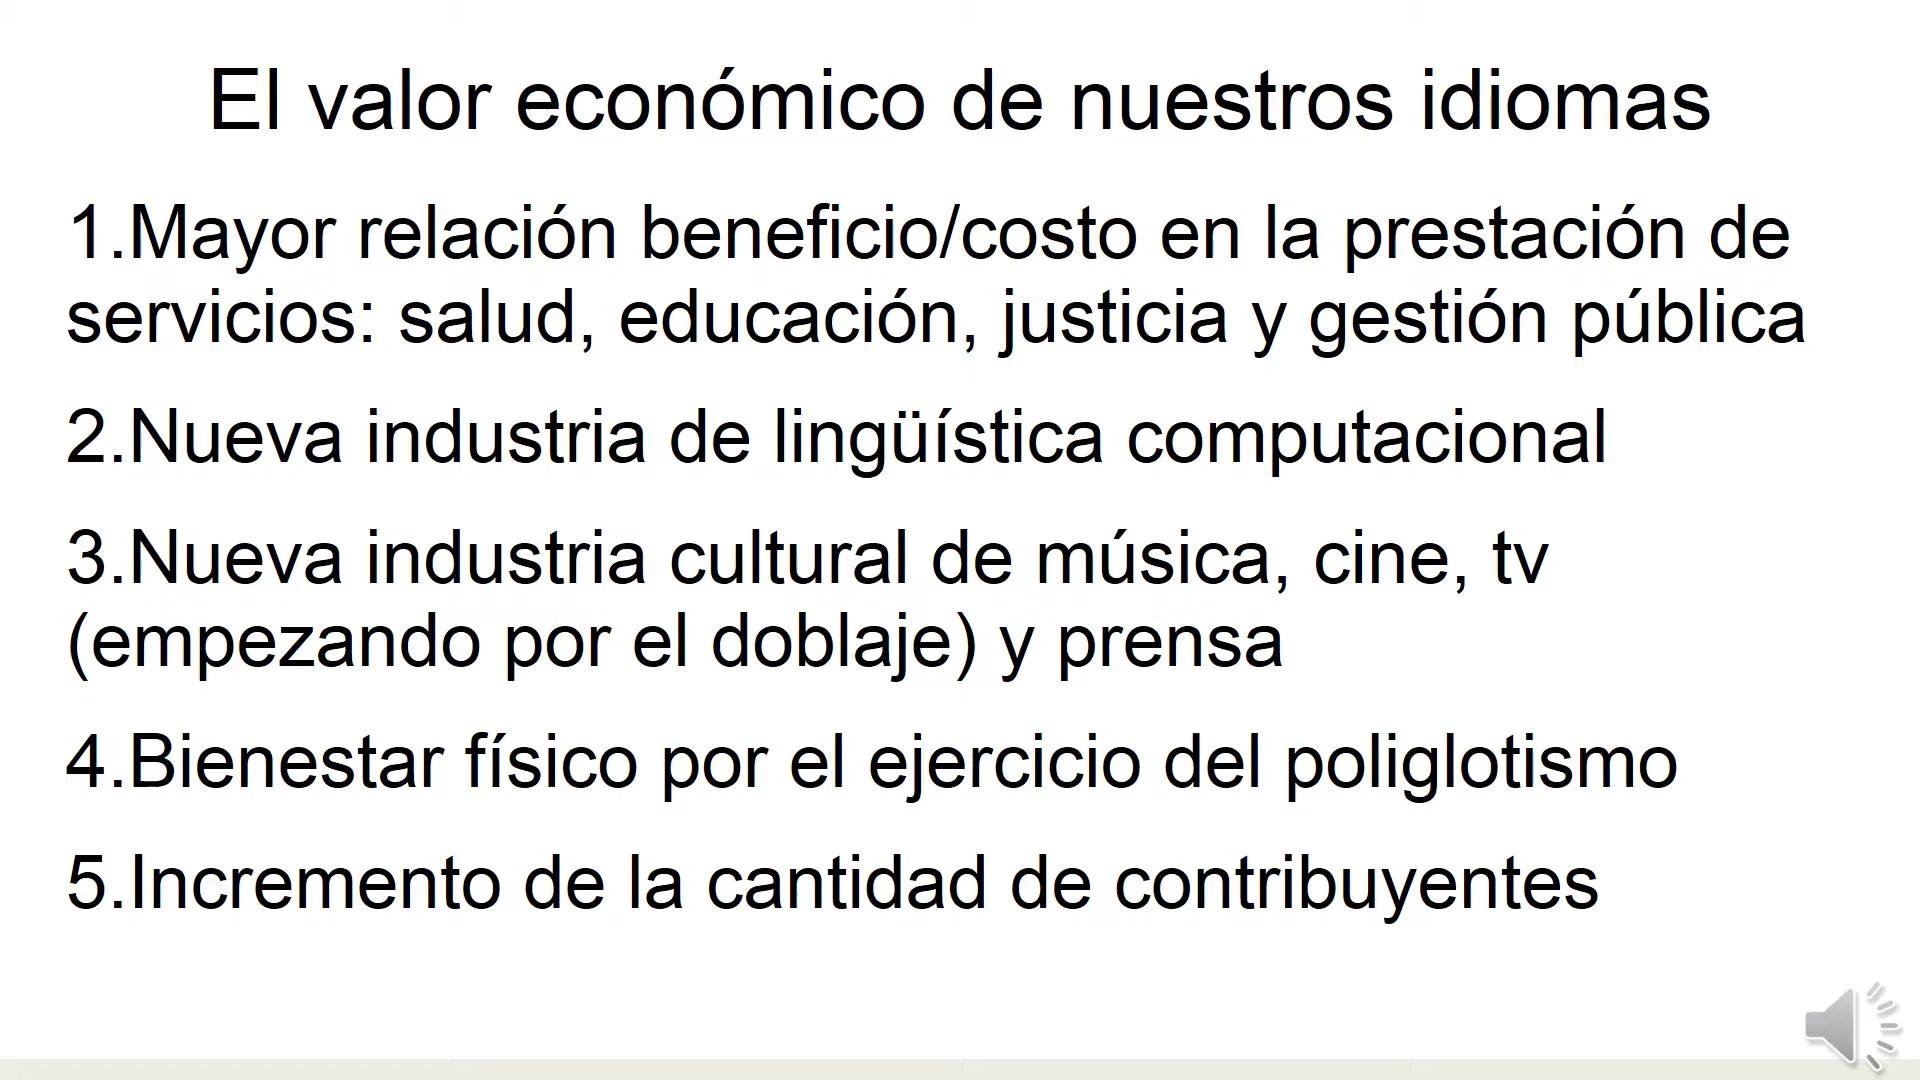 El valor económico de nuestros idiomas
1.Mayor relación beneficio/costo en la prestación de
servicios: salud, educación, justicia y gestión pública
2.Nueva industria de lingüística computacional
3.Nueva industria cultural de música, cine, tv
(empezando por el doblaje) y prensa
4.Bienestar físico por el ejercicio del poliglotismo
5.Incremento de la cantidad de contribuyentes